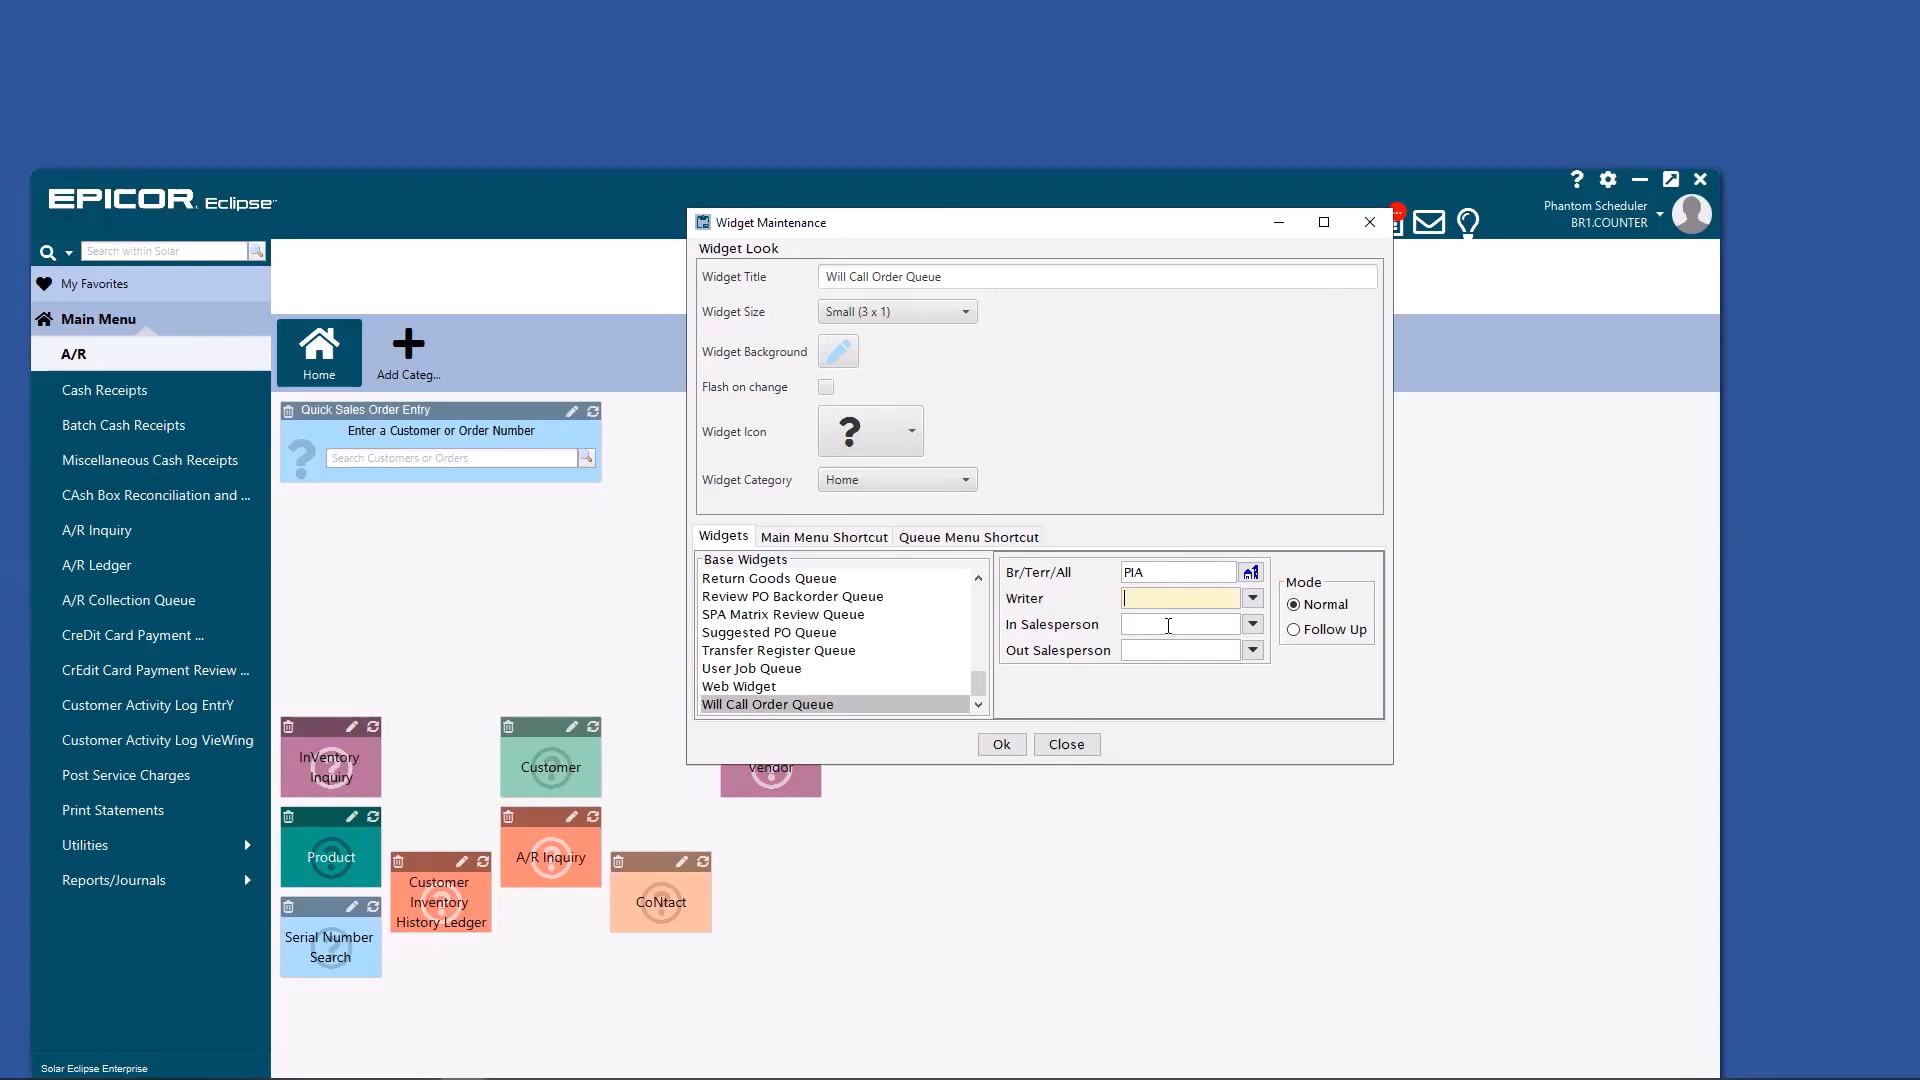 EPICOR Eclipse
Phantom Scheduler
BR1.COUNTER
Search within Solar
My Favorites
Main Menu
A/R
Cash Receipts
Batch Cash Receipts
Miscellaneous Cash Receipts
CAsh Box Reconciliation and ...
A/R Inquiry
A/R Ledger
A/R Collection Queue
CreDit Card Payment ...
CrEdit Card Payment Review ...
Customer Activity Log EntrY
Customer Activity Log VieWing
Post Service Charges
Print Statements
Utilities
Reports/Journals
Solar Eclipse Enterprise
Home
Add Categ...
Quick Sales Order Entry
Enter a Customer or Order Number
Search Customers or Orders
InVentory
Inquiry
Customer
Vendor
Product
A/R Inquiry
Customer
Inventory
History Ledger
CoNtact
Serial Number
Search
Widget Maintenance
Widget Look
Widget Title
Will Call Order Queue
Widget Size
Small (3 x 1)
Widget Background
Flash on change
Widget Icon
Widget Category
Home
Widgets
Main Menu Shortcut
Queue Menu Shortcut
Base Widgets
Return Goods Queue
Review PO Backorder Queue
SPA Matrix Review Queue
Suggested PO Queue
Transfer Register Queue
User Job Queue
Web Widget
Will Call Order Queue
Br/Terr/All
PIA
Writer
In Salesperson
Out Salesperson
Mode
Normal
Follow Up
Ok
Close